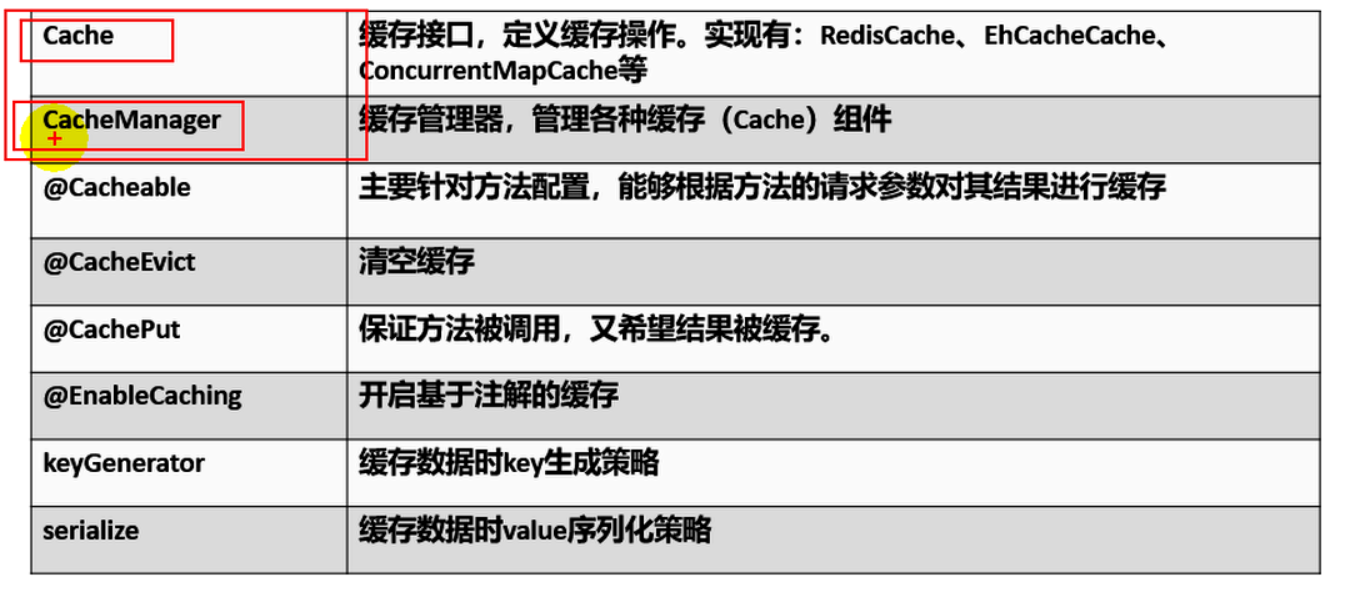 Cache
缓存接口，定义缓存操作。实现有：RedisCache、EhCacheCache、
ConcurrentMapCache等
CacheManager
缓存管理器，管理各种缓存（Cache）组件
@Cacheable
主要针对方法配置，能够根据方法的请求参数对其结果进行缓存
@CacheEvict
清空缓存
@CachePut
保证方法被调用，又希望结果被缓存。
@EnableCaching
开启基于注解的缓存
keyGenerator
缓存数据时key生成策略
serialize
缓存数据时value序列化策略